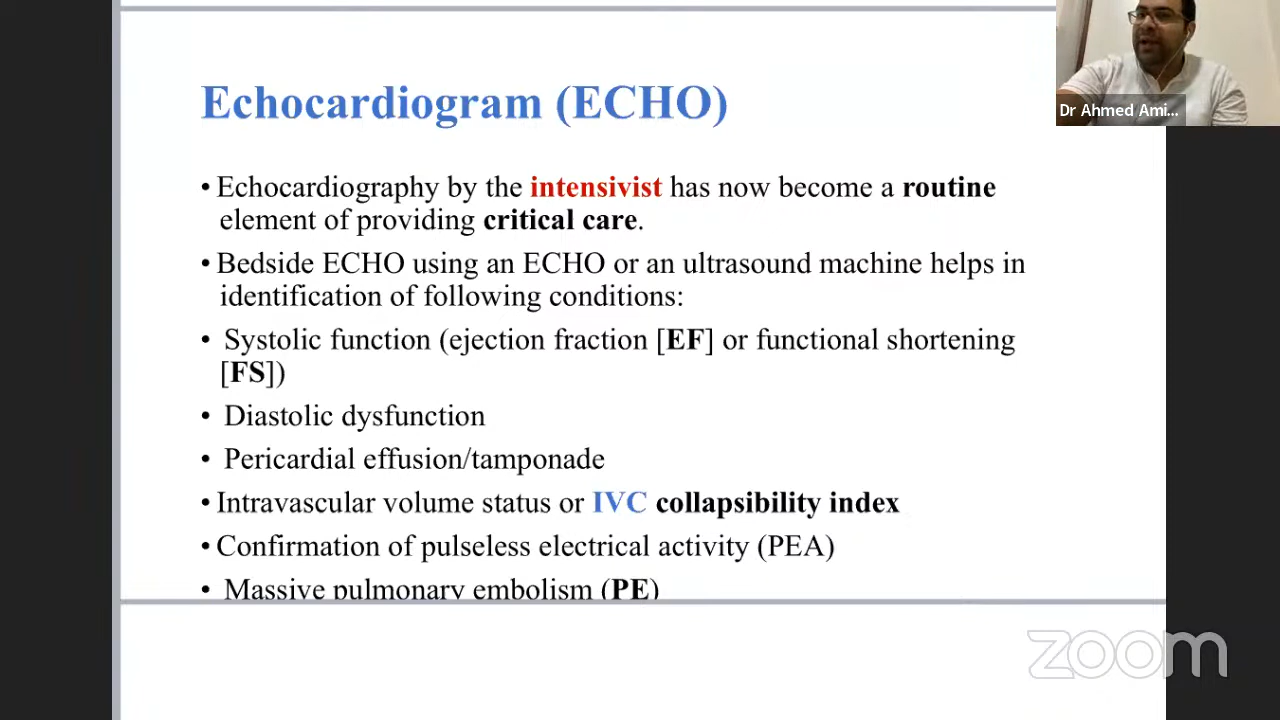 Echocardiogram (ECHO)
• Echocardiography by the intensivist has now become a routine
element of providing critical care.
• Bedside ECHO using an ECHO or an ultrasound machine helps in
identification of following conditions:
• Systolic function (ejection fraction [EF] or functional shortening
[FS])
• Diastolic dysfunction
• Pericardial effusion/tamponade
• Intravascular volume status or IVC collapsibility index
• Confirmation of pulseless electrical activity (PEA)
• Massive pulmonary embolism (PE)
Dr Ahmed Ami...
zoom